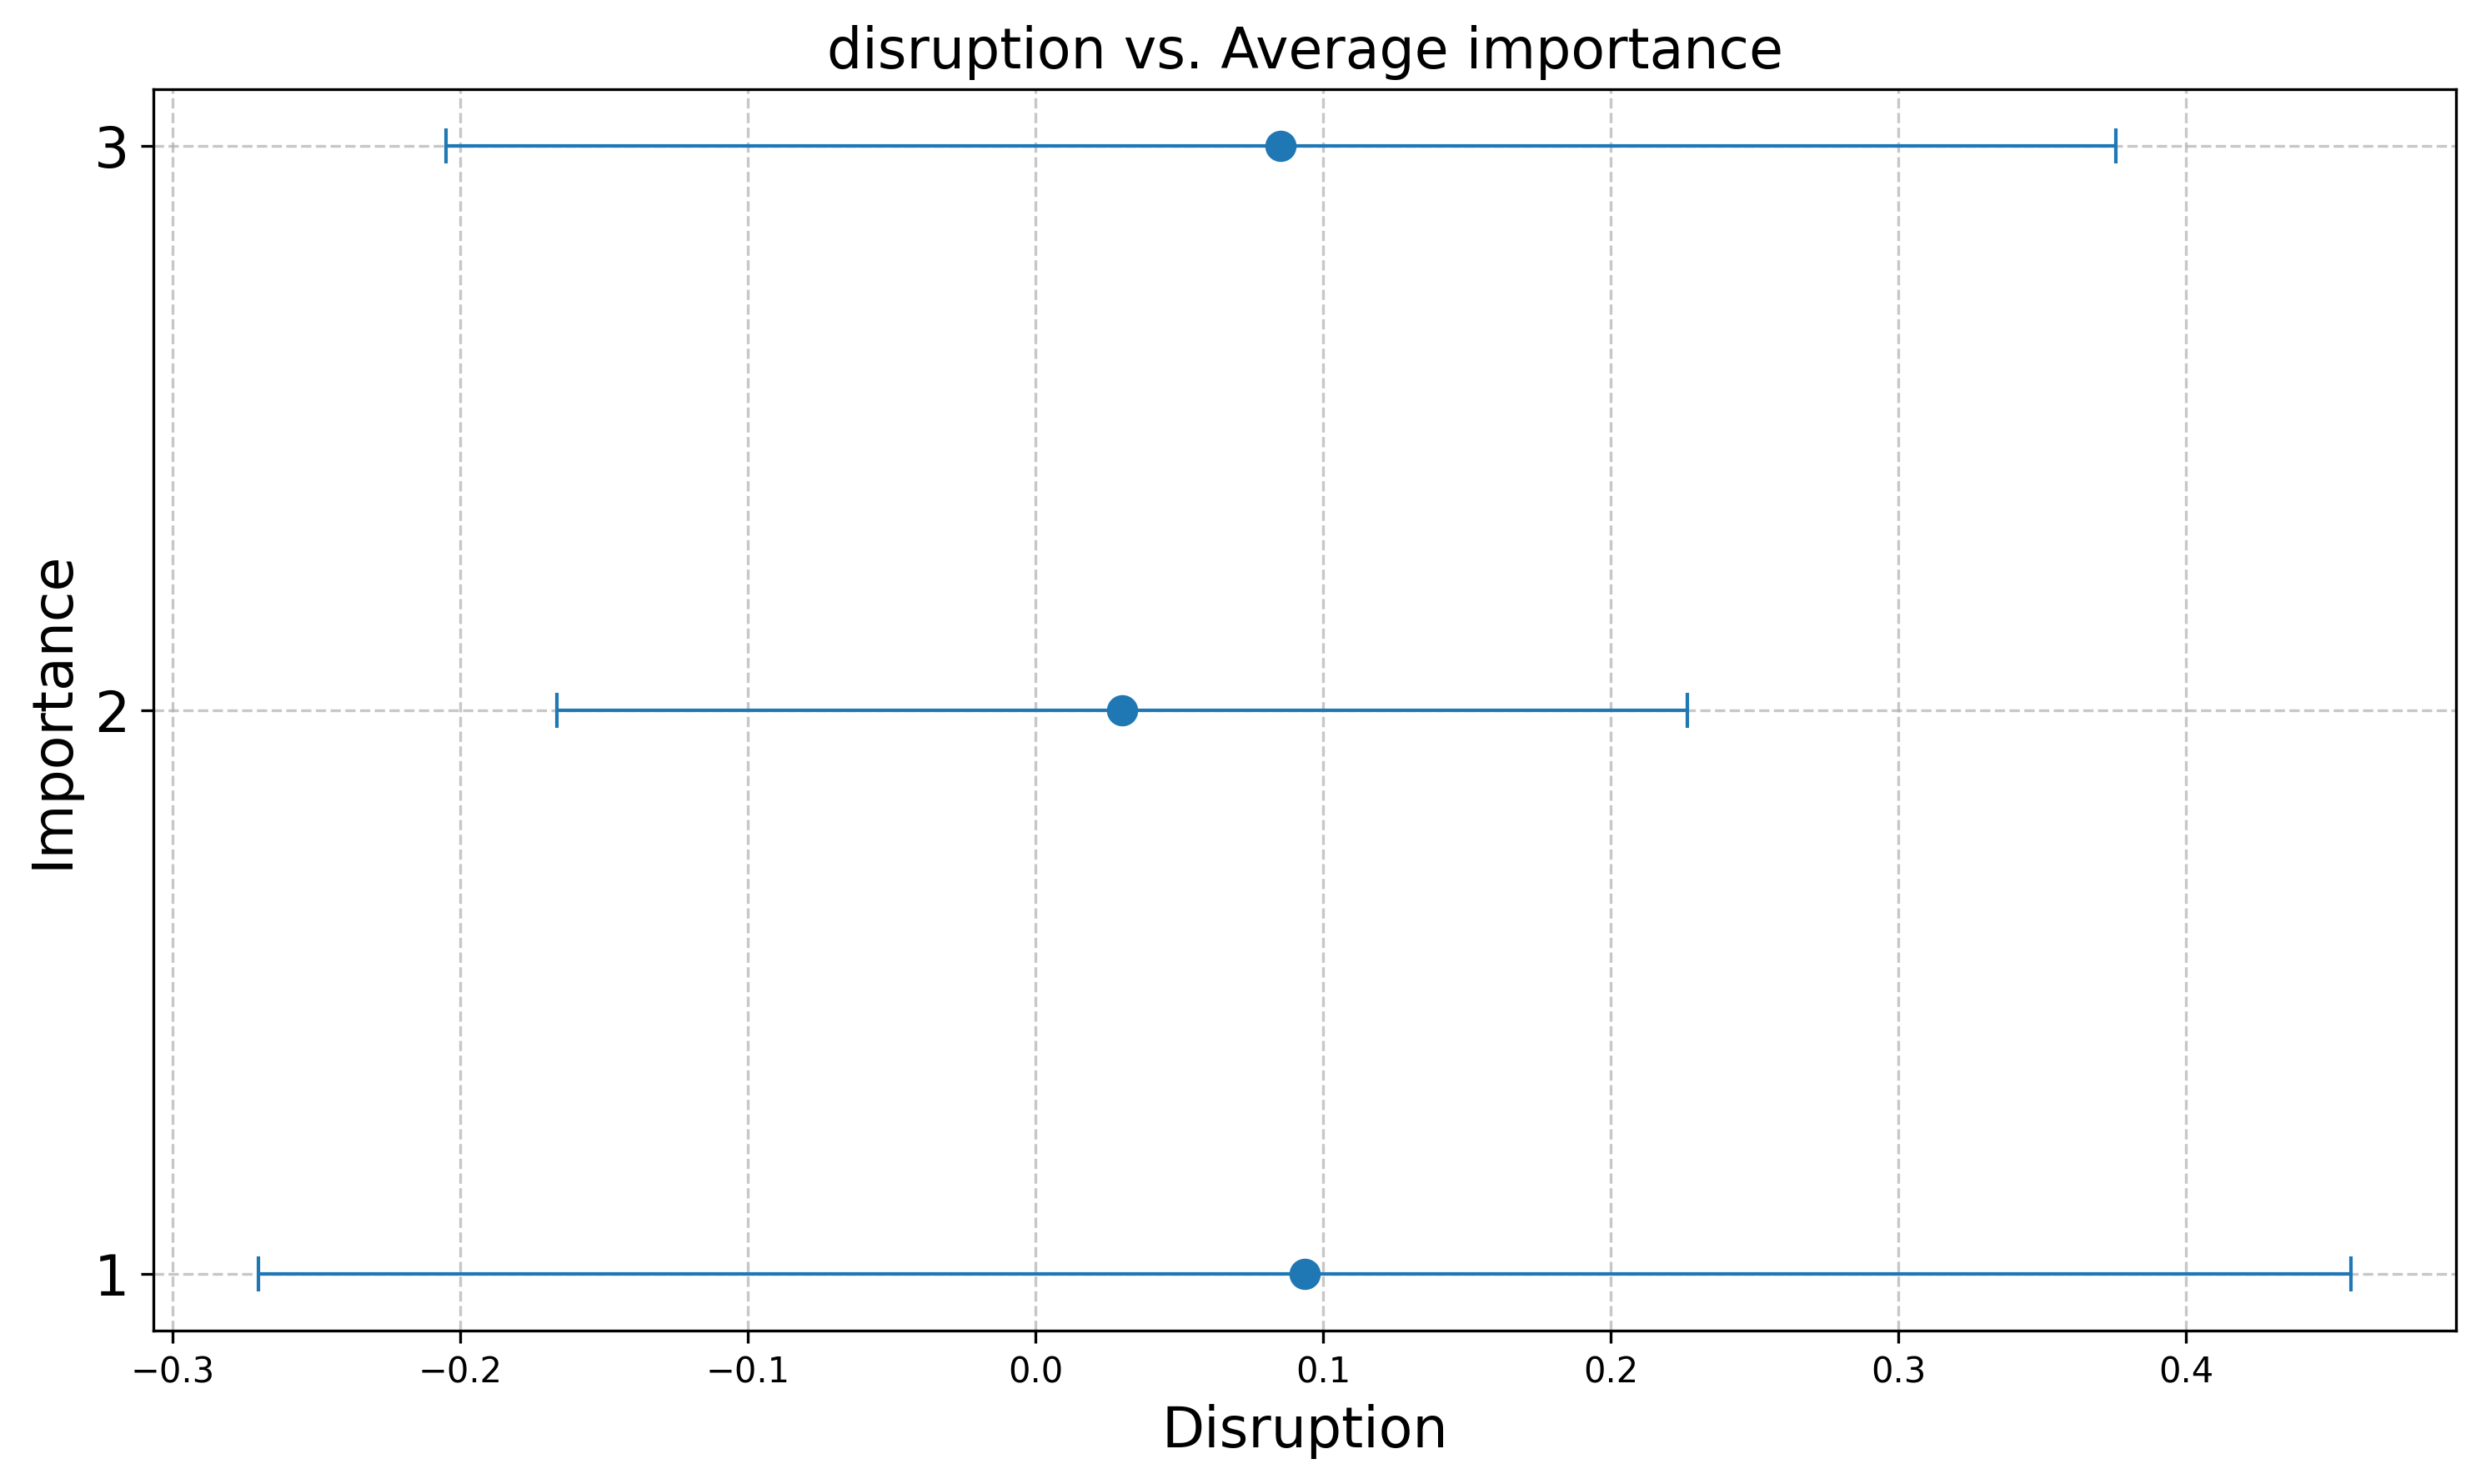 disruption vs. Average importance
3
2
1
Importance
−0.3 −0.2 −0.1 0.0 0.1 0.2 0.3 0.4
Disruption